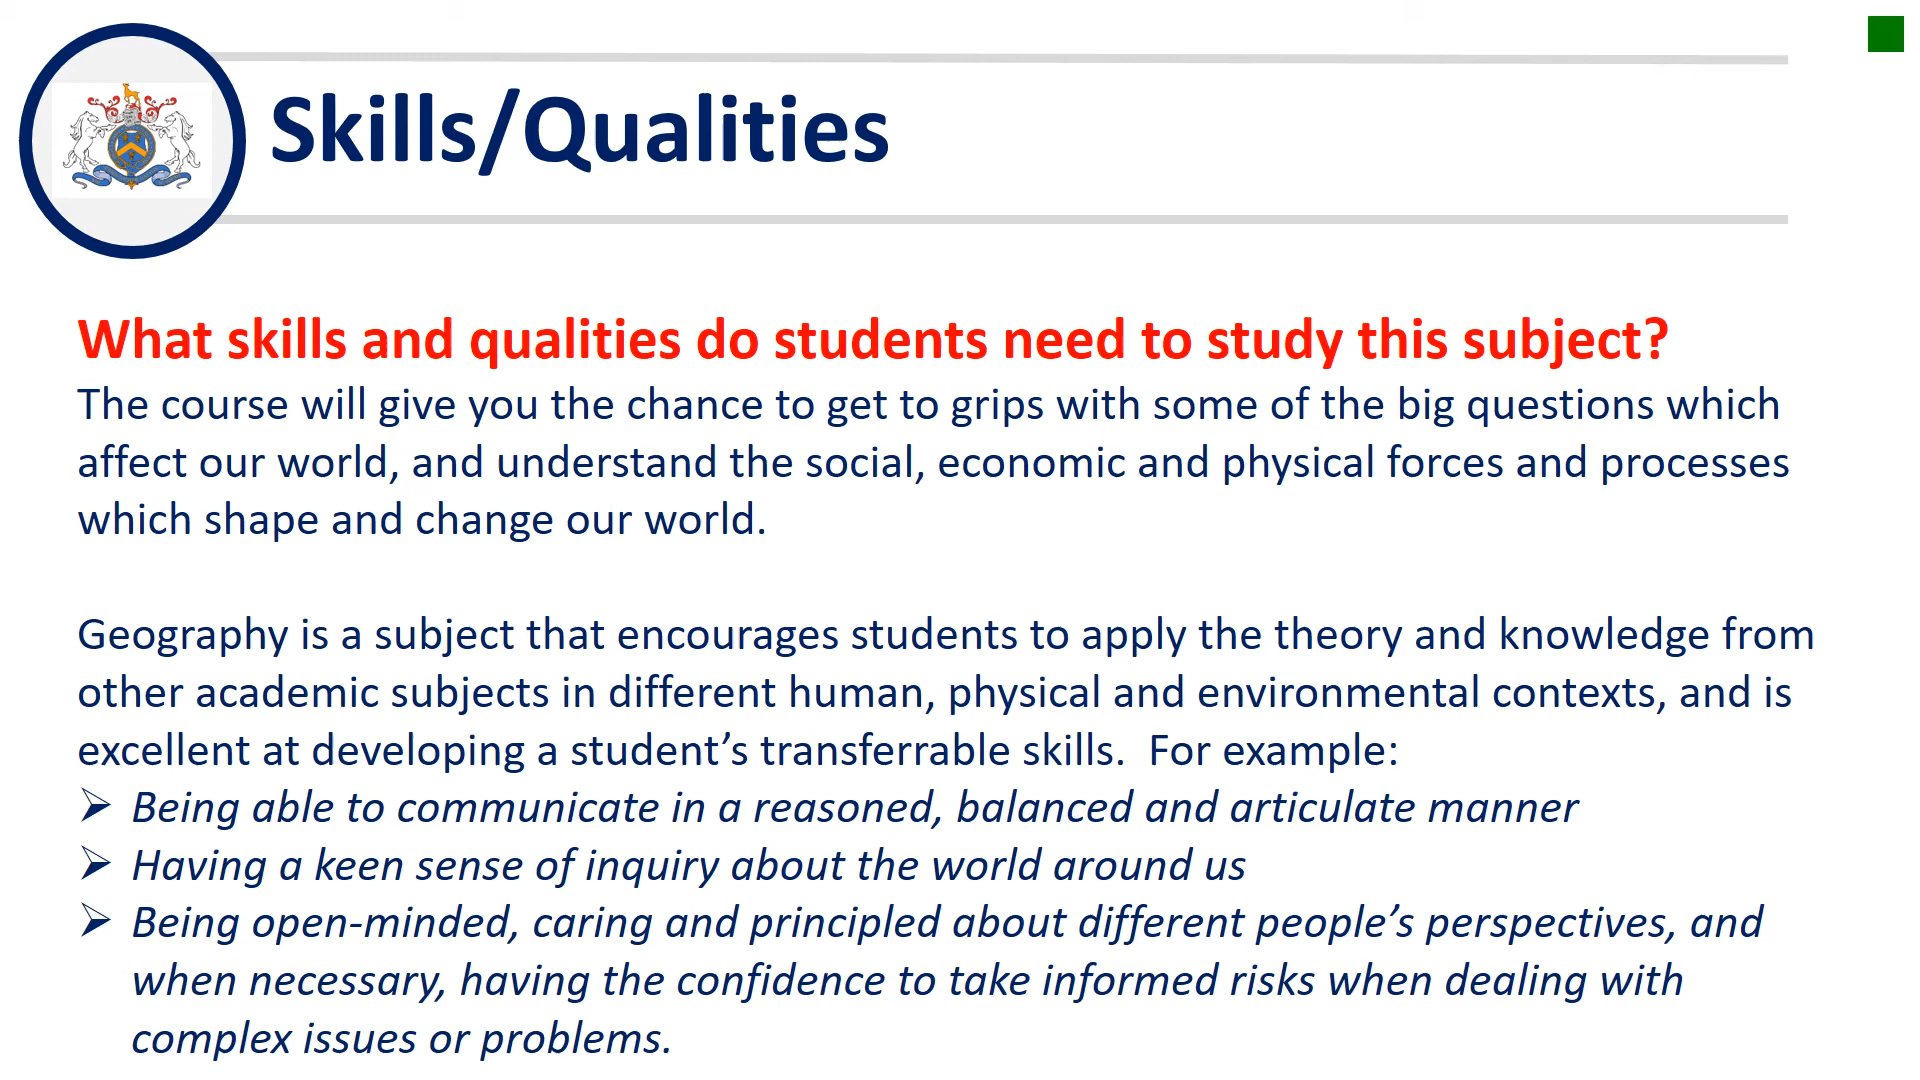 Skills/Qualities
What skills and qualities do students need to study this subject?
The course will give you the chance to get to grips with some of the big questions which
affect our world, and understand the social, economic and physical forces and processes
which shape and change our world.
Geography is a subject that encourages students to apply the theory and knowledge from
other academic subjects in different human, physical and environmental contexts, and is
excellent at developing a student’s transferrable skills.  For example:
➢ Being able to communicate in a reasoned, balanced and articulate manner
➢ Having a keen sense of inquiry about the world around us
➢ Being open-minded, caring and principled about different people’s perspectives, and
when necessary, having the confidence to take informed risks when dealing with
complex issues or problems.